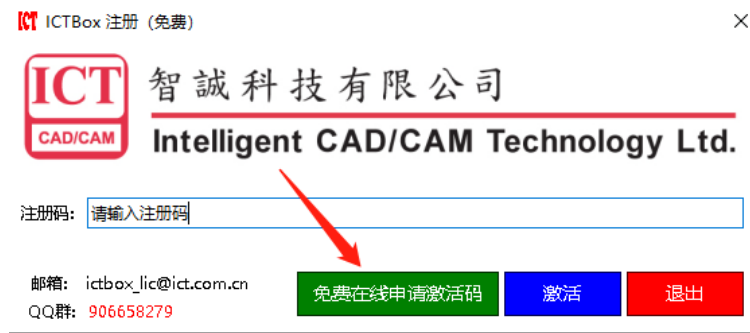 ICT ICTBox 注册（免费）
ICT
CAD/CAM
智誠科技有限公司
Intelligent CAD/CAM Technology Ltd.
注册码: 请输入注册码
邮箱: ictbox_lic@ict.com.cn
QQ群: 906658279
免费在线申请激活码 激活 退出